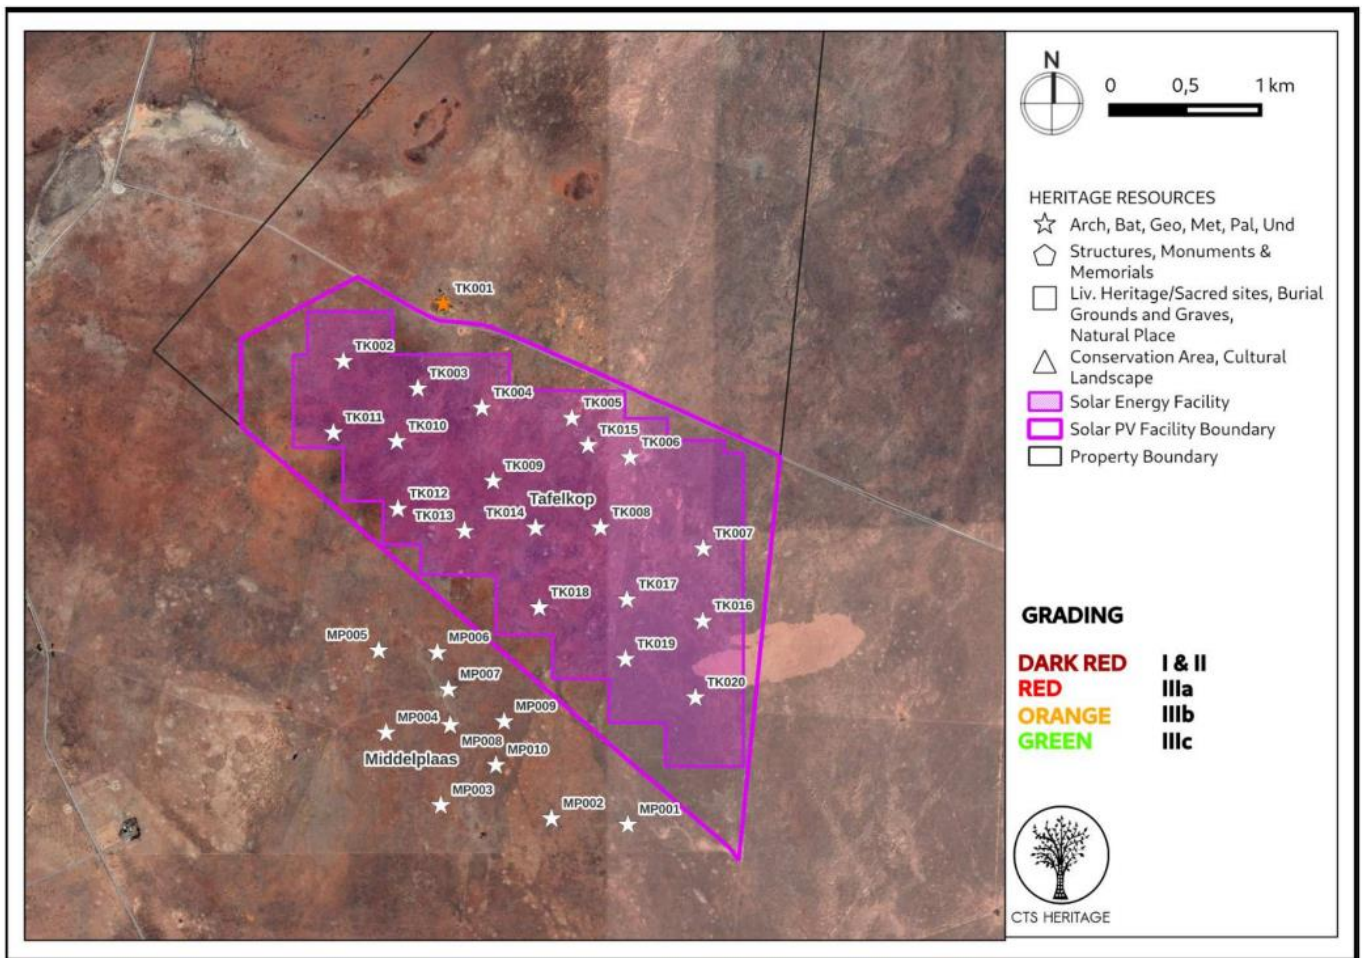 N
0 0,5 1 km
HERITAGE RESOURCES
Arch, Bat, Geo, Met, Pal, Und
Structures, Monuments &
Memorials
Liv. Heritage/Sacred sites, Burial
Grounds and Graves,
Natural Place
Conservation Area, Cultural
Landscape
Solar Energy Facility
Solar PV Facility Boundary
Property Boundary
GRADING
DARK RED I & II
RED IIIa
ORANGE IIIb
GREEN IIIc
CTS HERITAGE
TK001
TK002
TK003
TK004
TK005
TK011
TK010
TK015
TK006
TK009
TK012
Tafelkop
TK013
TK014
TK008
TK007
TK018
TK017
TK016
MP005
MP006
TK019
MP007
TK020
MP004
MP009
MP008
Middelplaas
MP010
MP003
MP002
MP001